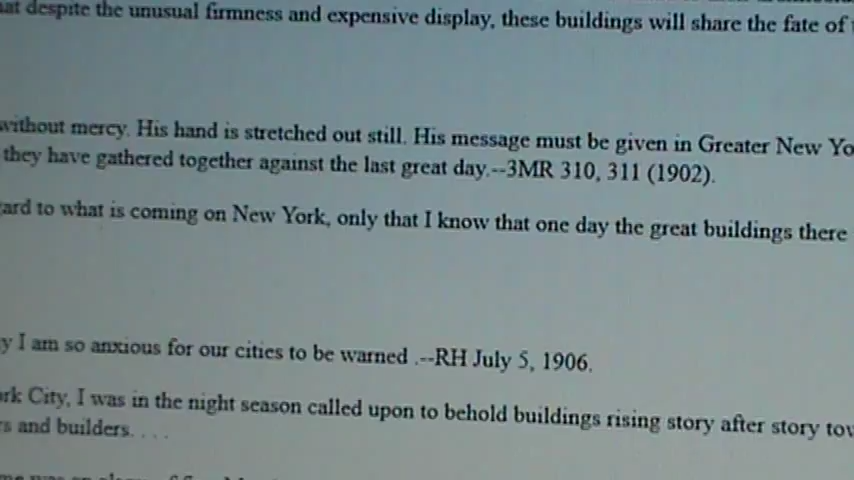 despite the unusual firmness and expensive display, these buildings will share the fate of
without mercy. His hand is stretched out still. His message must be given in Greater New Yo
they have gathered together against the last great day.--3MR 310, 311 (1902).
ard to what is coming on New York, only that I know that one day the great buildings there
y I am so anxious for our cities to be warned .--RH July 5, 1906.
rk City, I was in the night season called upon to behold buildings rising story after story tow
s and builders. . . .